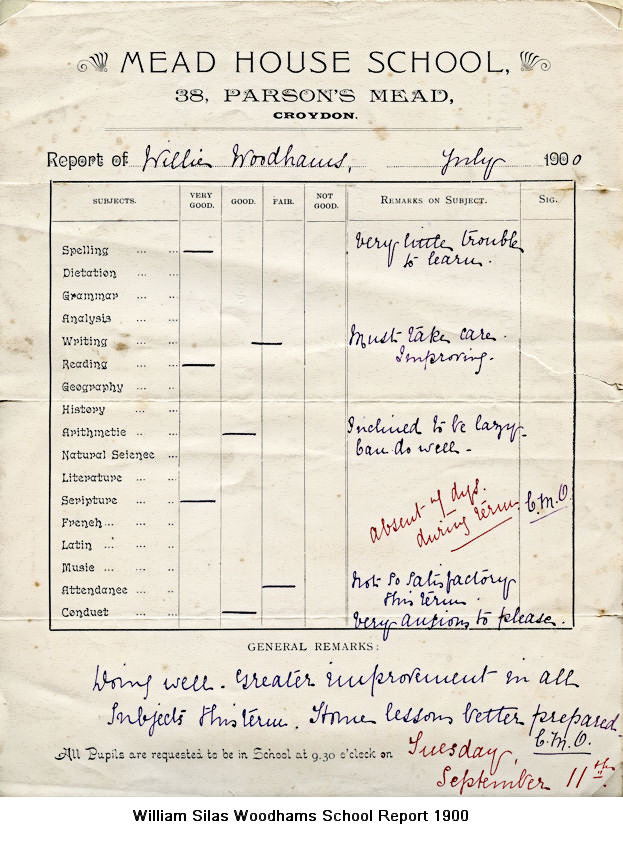 MEAD HOUSE SCHOOL,
38, PARSON'S MEAD,
CROYDON.
Report of Willie Woodhams, July 1900
SUBJECTS. VERY GOOD. GOOD. FAIR. NOT GOOD. REMARKS ON SUBJECT. SIG.
Spelling ... ... Very little trouble
to learn.
Dictation ... ...
Grammar ... ...
Analysis ... ...
Writing ... ... Must take care.
Improving.
Reading ... ...
Geography ... ..
History ... ...
Arithmetic .. .. Inclined to be lazy.
Can do well.
Natural Science ...
Literature ... ...
Scripture ... .. absent 4 dys. C.M.O.
during term
French... ... ..
Latin ... ... ..
Music ... ... ..
Attendance ... .. Not so satisfactory
this term.
Conduct ... ... Very anxious to please.
GENERAL REMARKS:
Doing well. Greater improvement in all
Subjects this term. Home lessons better prepared.
C.M.O.
All Pupils are requested to be in School at 9.30 o'clock on Tuesday,
September 11th
William Silas Woodhams School Report 1900